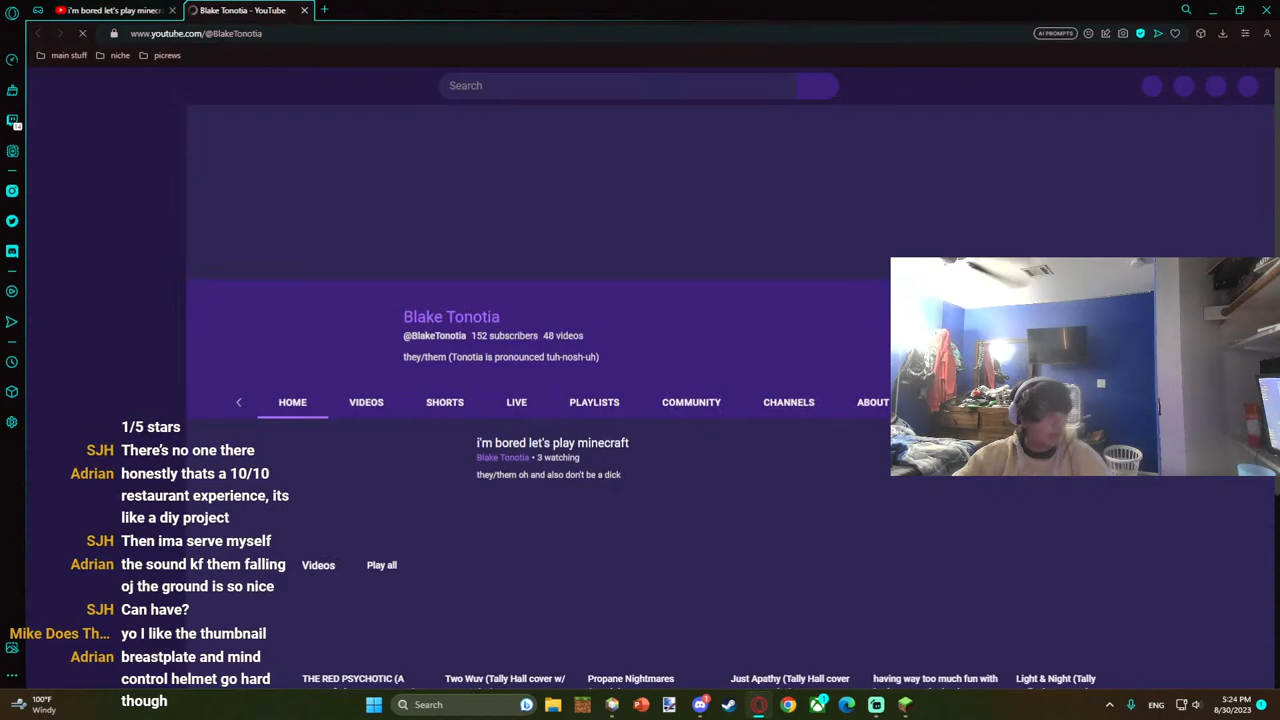 i'm bored let's play minecr
Blake Tonotia - YouTube
www.youtube.com/@BlakeTonotia
AI PROMPTS
main stuff
niche
picrews
14
Search
Blake Tonotia
@BlakeTonotia 152 subscribers 48 videos
they/them (Tonotia is pronounced tuh-nosh-uh)
HOME VIDEOS SHORTS LIVE PLAYLISTS COMMUNITY CHANNELS ABOUT
i'm bored let's play minecraft
Blake Tonotia • 3 watching
they/them oh and also don't be a dick
Videos Play all
THE RED PSYCHOTIC (A
Two Wuv (Tally Hall cover w/
Propane Nightmares
Just Apathy (Tally Hall cover
having way too much fun with
Light & Night (Tally
1/5 stars
SJH There's no one there
Adrian honestly thats a 10/10
restaurant experience, its
like a diy project
SJH Then ima serve myself
Adrian the sound kf them falling
oj the ground is so nice
SJH Can have?
Mike Does Th... yo I like the thumbnail
Adrian breastplate and mind
control helmet go hard
though
100°F
Windy
Search
ENG
5:24 PM
8/30/2023